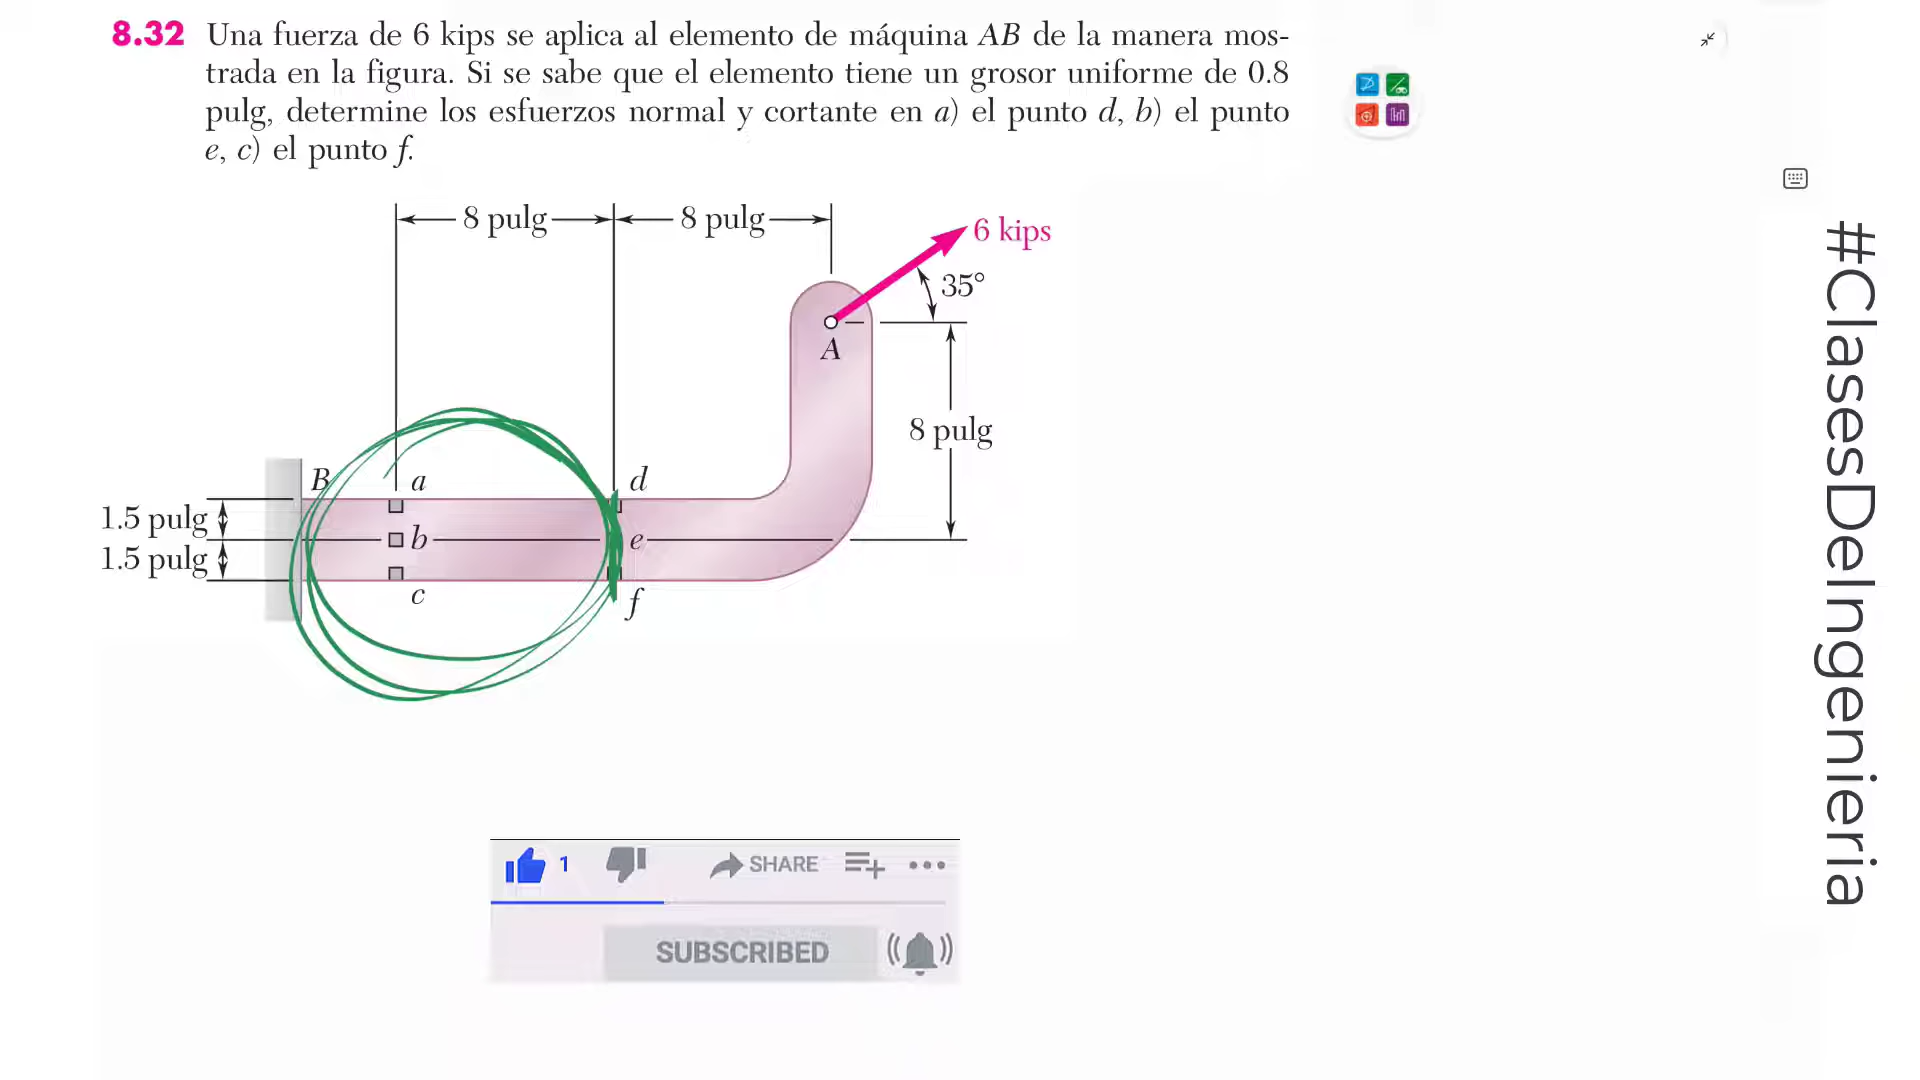 8.32 Una fuerza de 6 kips se aplica al elemento de máquina AB de la manera mos-
trada en la figura. Si se sabe que el elemento tiene un grosor uniforme de 0.8
pulg, determine los esfuerzos normal y cortante en a) el punto d, b) el punto
e, c) el punto f.
8 pulg
8 pulg
6 kips
35°
A
8 pulg
B
a
d
1.5 pulg
b
e
1.5 pulg
c
f
1
SHARE
SUBSCRIBED
#ClasesDeIngenieria